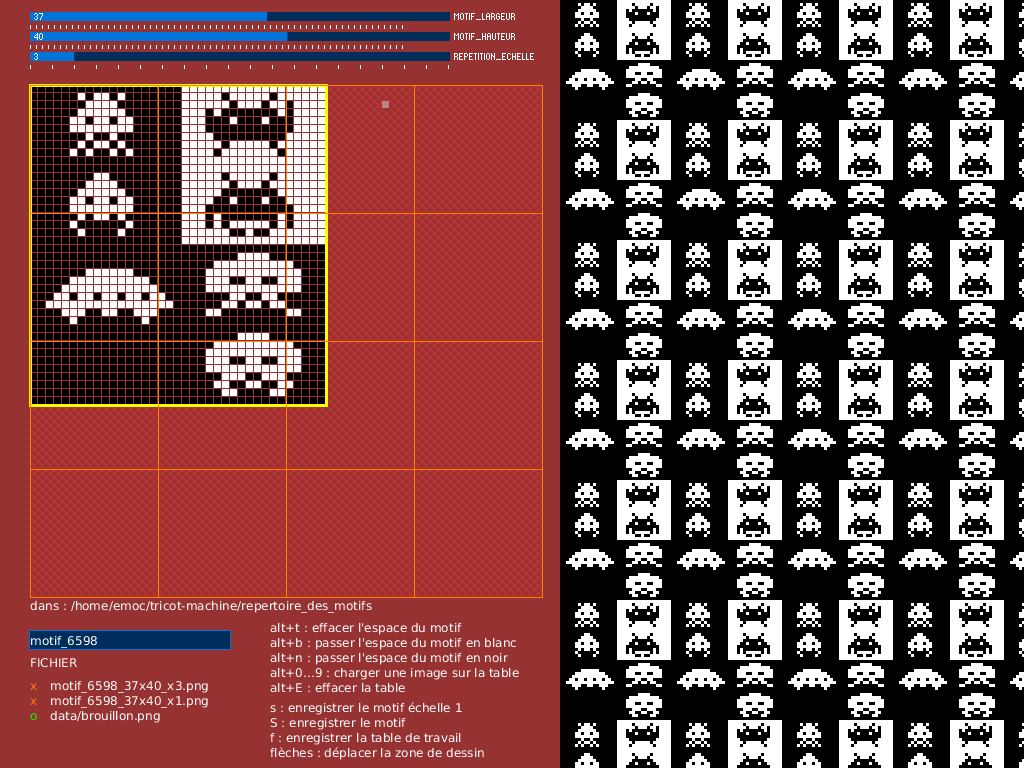 37 MOTIF_LARGEUR
40 MOTIF_HAUTEUR
3 REPETITION_ECHELLE
dans : /home/emoc/tricot-machine/repertoire_des_motifs
motif_6598
FICHIER
x motif_6598_37x40_x3.png
x motif_6598_37x40_x1.png
o data/brouillon.png
alt+t : effacer l'espace du motif
alt+b : passer l'espace du motif en blanc
alt+n : passer l'espace du motif en noir
alt+0...9 : charger une image sur la table
alt+E : effacer la table
s : enregistrer le motif échelle 1
S : enregistrer le motif
f : enregistrer la table de travail
flèches : déplacer la zone de dessin